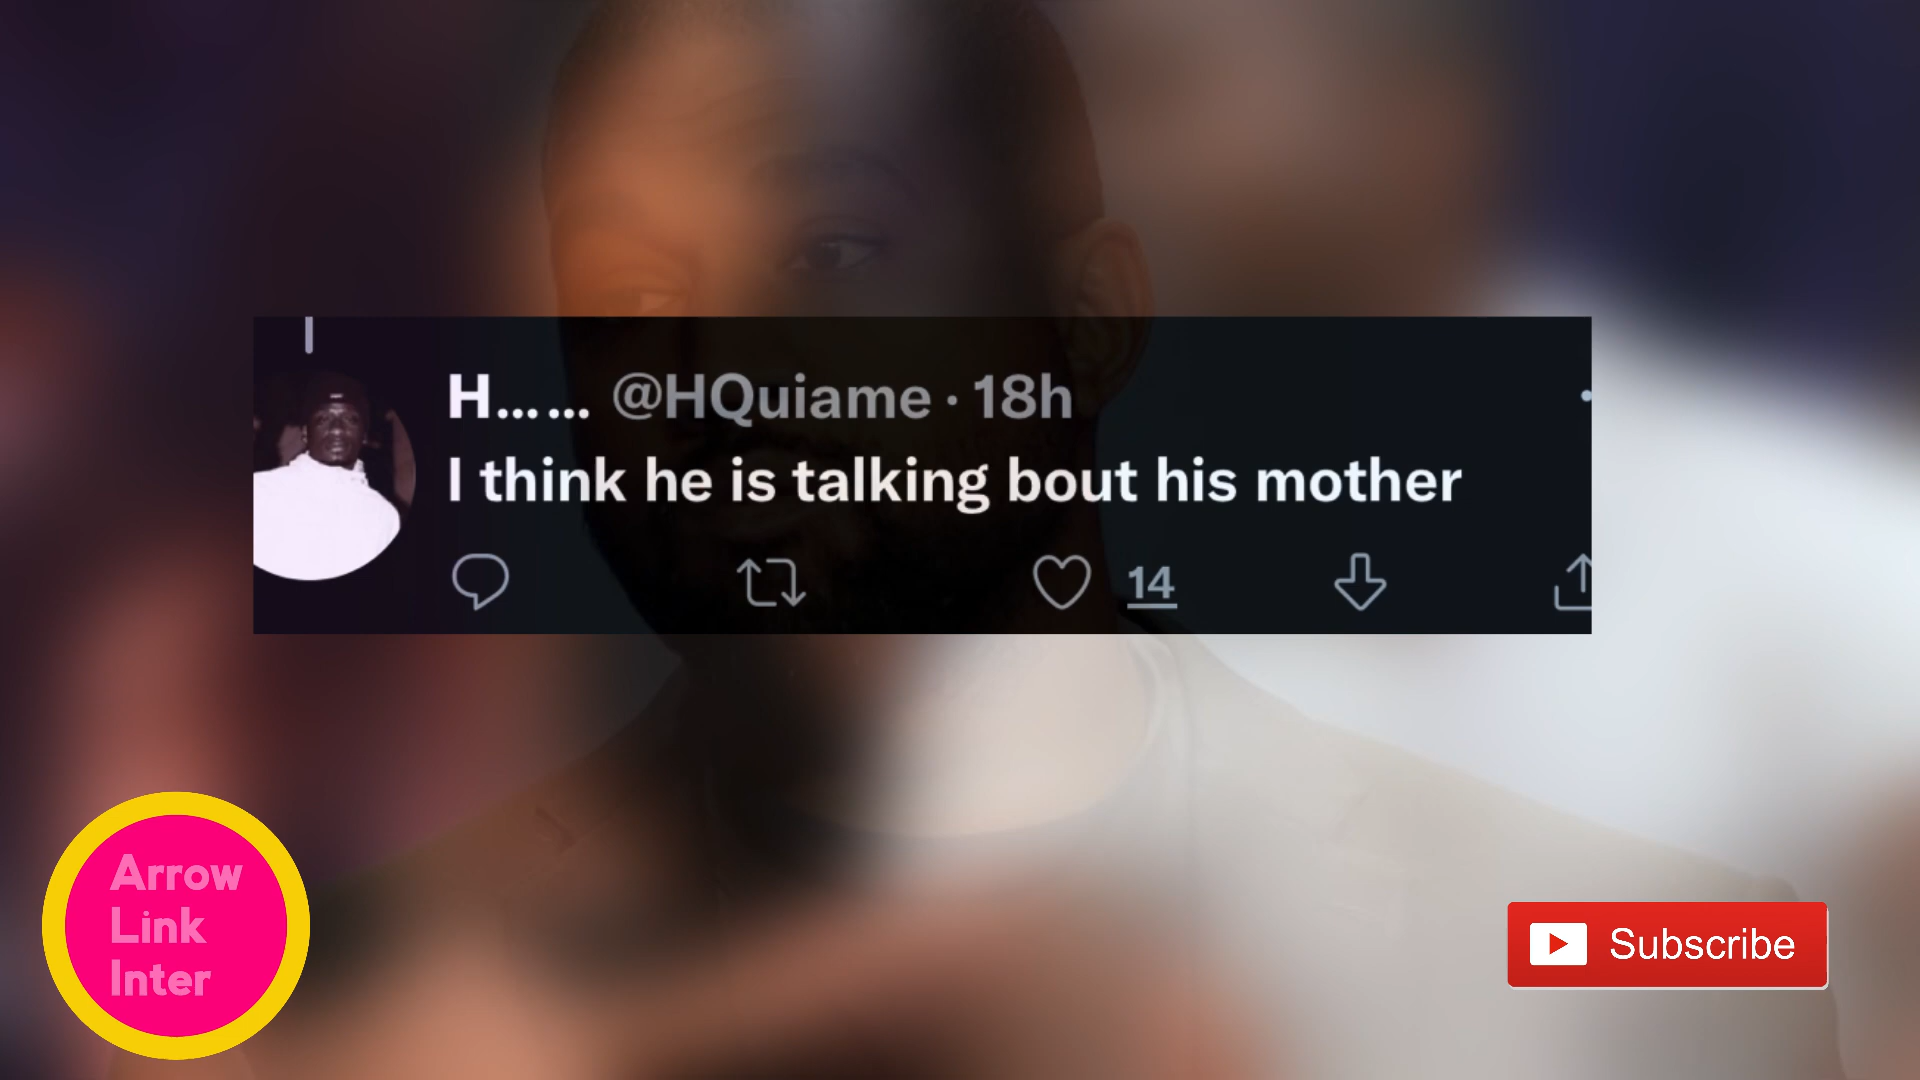 H...... @HQuiame · 18h
I think he is talking bout his mother
14
Arrow
Link
Inter
Subscribe